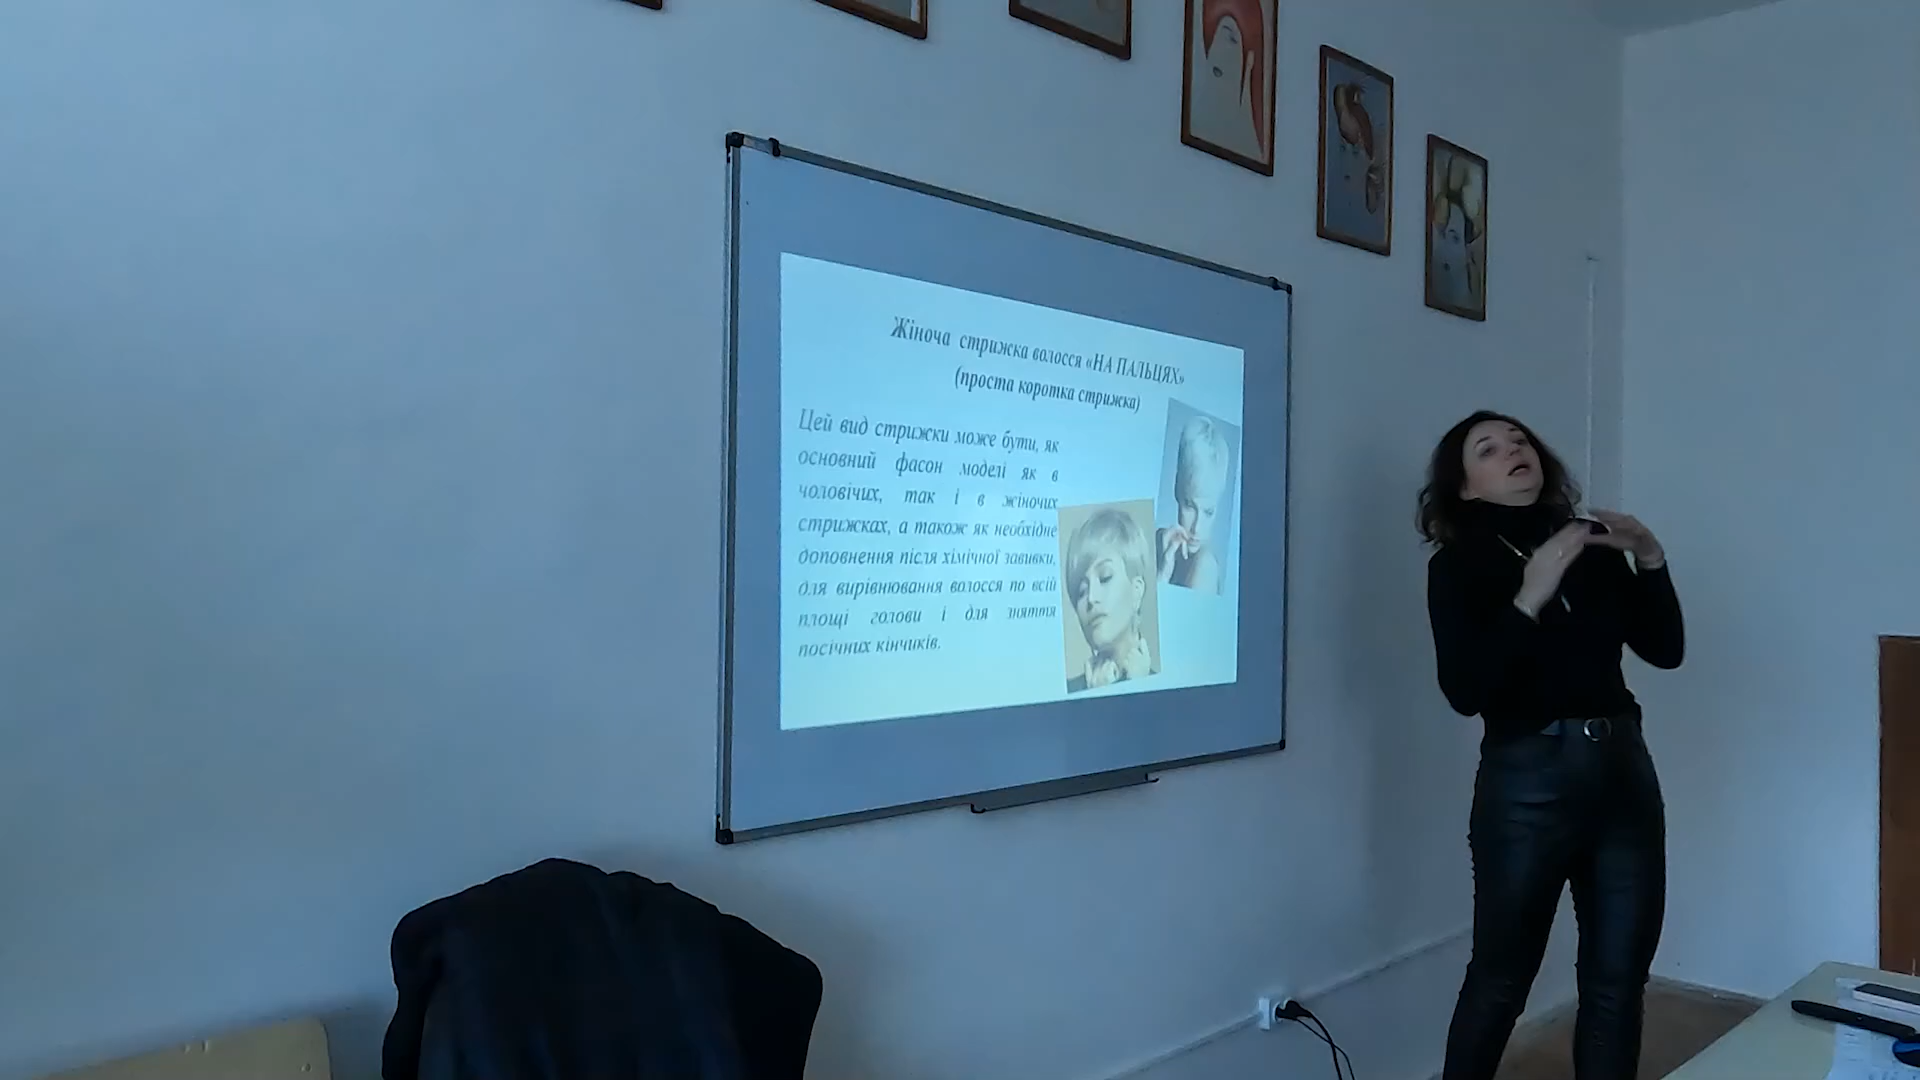 Жіноча стрижка волосся «НА ПАЛЬЦЯХ»
(проста коротка стрижка)
Цей вид стрижки може бути, як
основний фасон моделі як в
чоловічих, так і в жіночих
стрижках, а також як необхідне
доповнення після хімічної завивки,
для вирівнювання волосся по всій
площі голови і для зняття
посічних кінчиків.